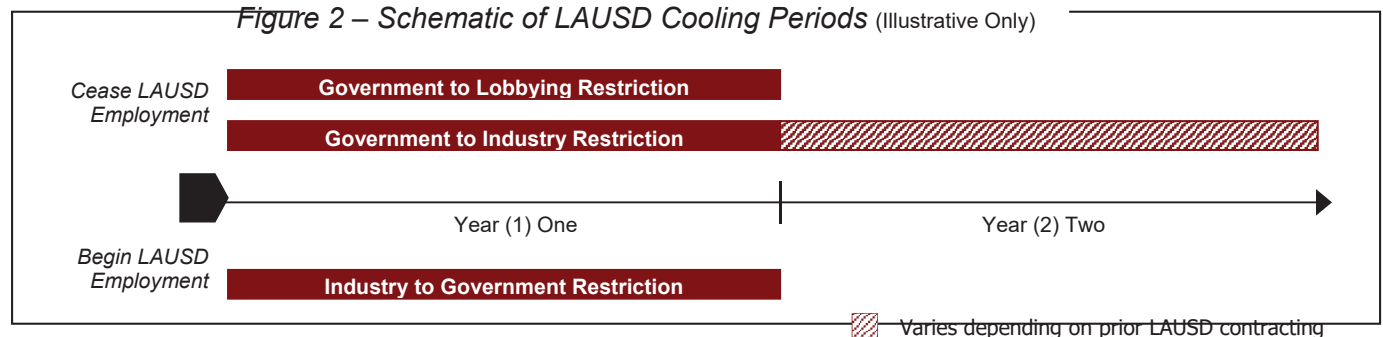 Figure 2 – Schematic of LAUSD Cooling Periods (Illustrative Only)
Cease LAUSD
Employment
Government to Lobbying Restriction
Government to Industry Restriction
Year (1) One
Year (2) Two
Begin LAUSD
Employment
Industry to Government Restriction
Varies depending on prior LAUSD contracting